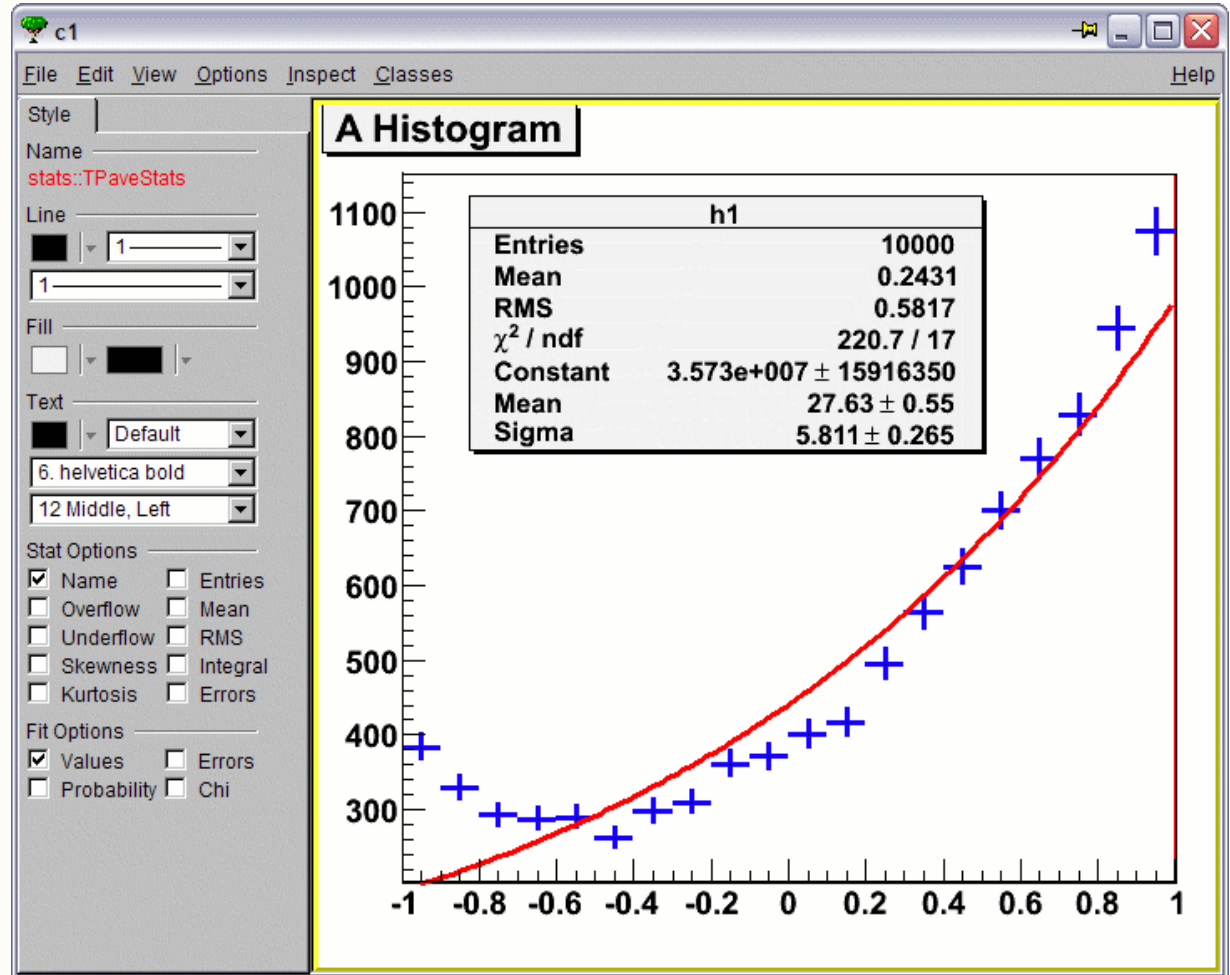 c1
File Edit View Options Inspect Classes Help
Style
Name
stats::TPaveStats
Line
1
1
Fill
Text
Default
6. helvetica bold
12 Middle, Left
Stat Options
Name Entries
Overflow Mean
Underflow RMS
Skewness Integral
Kurtosis Errors
Fit Options
Values Errors
Probability Chi
A Histogram
h1
Entries 10000
Mean 0.2431
RMS 0.5817
χ² / ndf 220.7 / 17
Constant 3.573e+007 ± 15916350
Mean 27.63 ± 0.55
Sigma 5.811 ± 0.265
1100
1000
900
800
700
600
500
400
300
-1 -0.8 -0.6 -0.4 -0.2 0 0.2 0.4 0.6 0.8 1